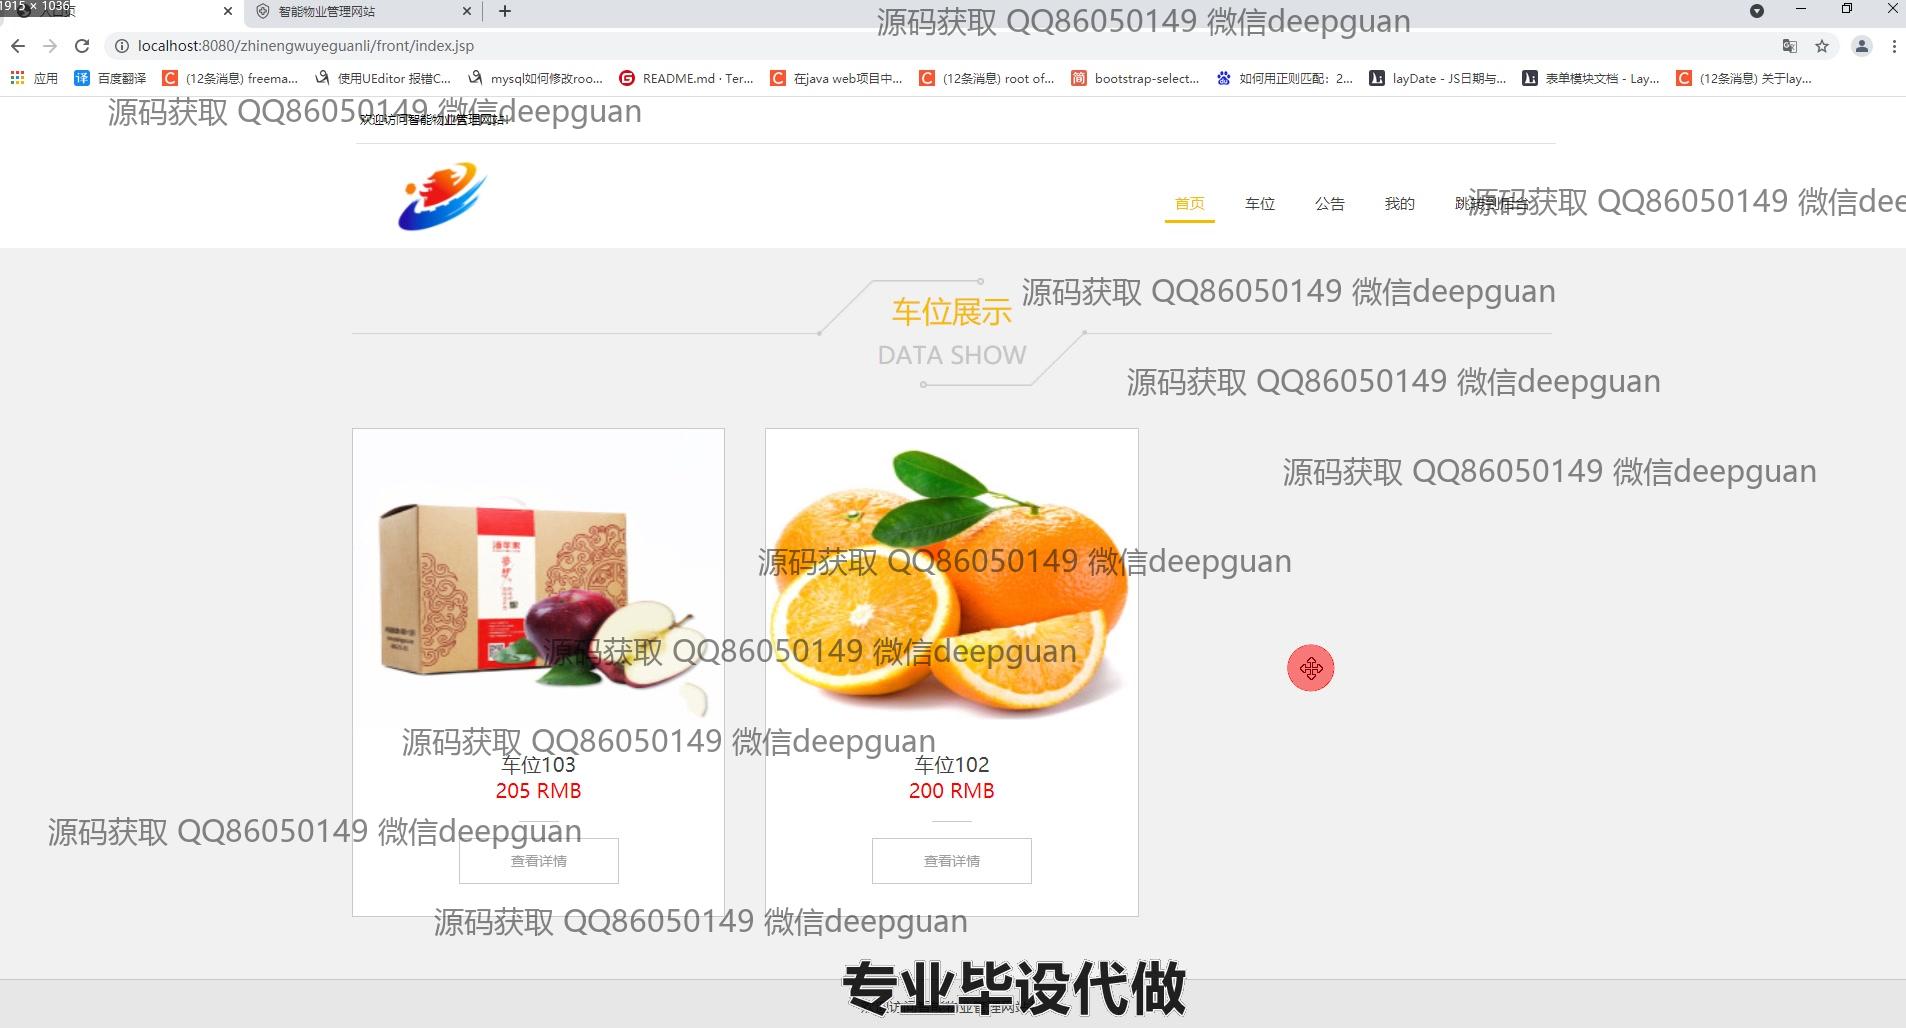 1915 × 1036
人口页
智能物业管理网站
源码获取 QQ86050149 微信deepguan
localhost:8080/zhinengwuyeguanli/front/index.jsp
应用
百度翻译
(12条消息) freema...
使用UEditor 报错C...
mysql如何修改roo...
README.md · Ter...
在java web项目中...
(12条消息) root of...
bootstrap-select...
如何用正则匹配：2...
layDate - JS日期与...
表单模块文档 - Lay...
(12条消息) 关于lay...
源码获取 QQ86050149 微信deepguan
欢迎访问智能物业管理网站
首页
车位
公告
我的
跳转到后台
源码获取 QQ86050149 微信dee
源码获取 QQ86050149 微信deepguan
车位展示
DATA SHOW
源码获取 QQ86050149 微信deepguan
源码获取 QQ86050149 微信deepguan
源码获取 QQ86050149 微信deepguan
源码获取 QQ86050149 微信deepguan
源码获取 QQ86050149 微信deepguan
车位103
205 RMB
车位102
200 RMB
源码获取 QQ86050149 微信deepguan
查看详情
查看详情
源码获取 QQ86050149 微信deepguan
专业毕设代做